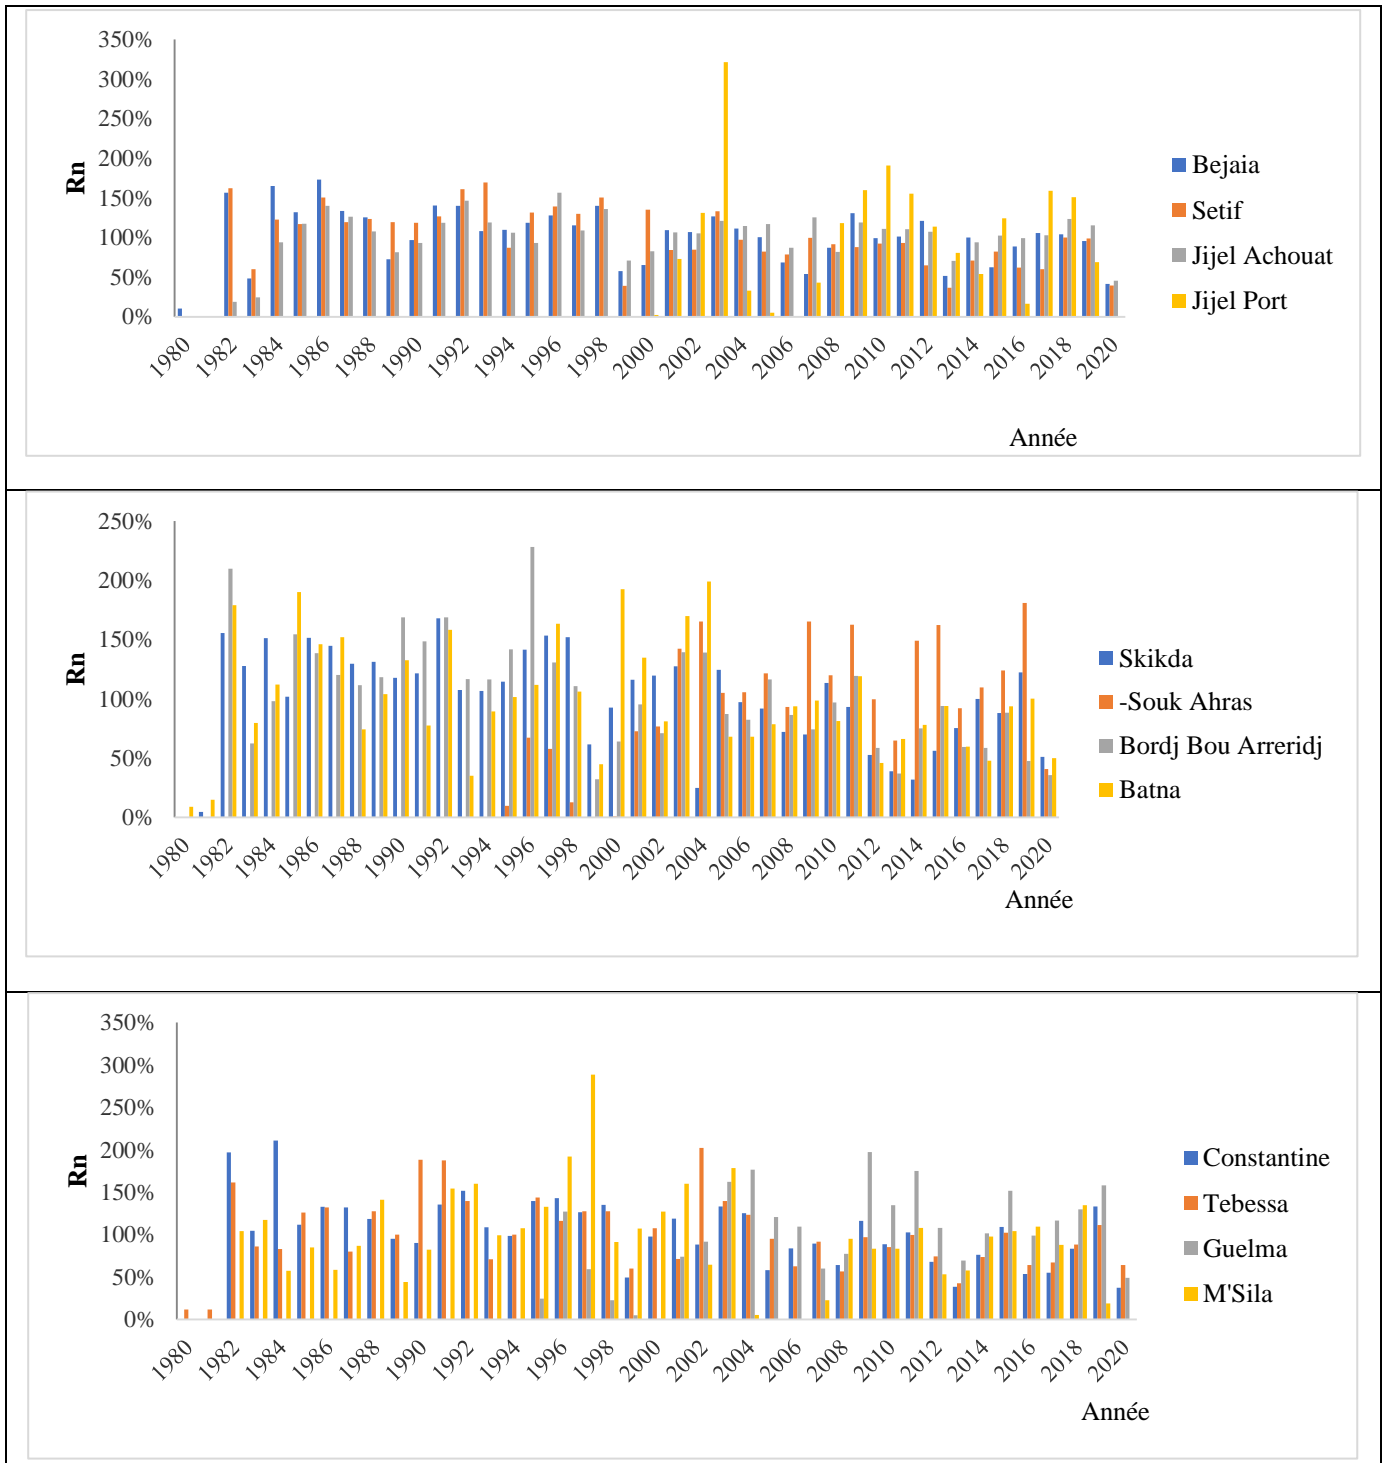 350%
300%
250%
200%
150%
100%
50%
0%
Rn
1980 1982 1984 1986 1988 1990 1992 1994 1996 1998 2000 2002 2004 2006 2008 2010 2012 2014 2016 2018 2020
Année
Bejaia
Setif
Jijel Achouat
Jijel Port
250%
200%
150%
100%
50%
0%
Rn
1980 1982 1984 1986 1988 1990 1992 1994 1996 1998 2000 2002 2004 2006 2008 2010 2012 2014 2016 2018 2020
Année
Skikda
-Souk Ahras
Bordj Bou Arreridj
Batna
350%
300%
250%
200%
150%
100%
50%
0%
Rn
1980 1982 1984 1986 1988 1990 1992 1994 1996 1998 2000 2002 2004 2006 2008 2010 2012 2014 2016 2018 2020
Année
Constantine
Tebessa
Guelma
M'Sila